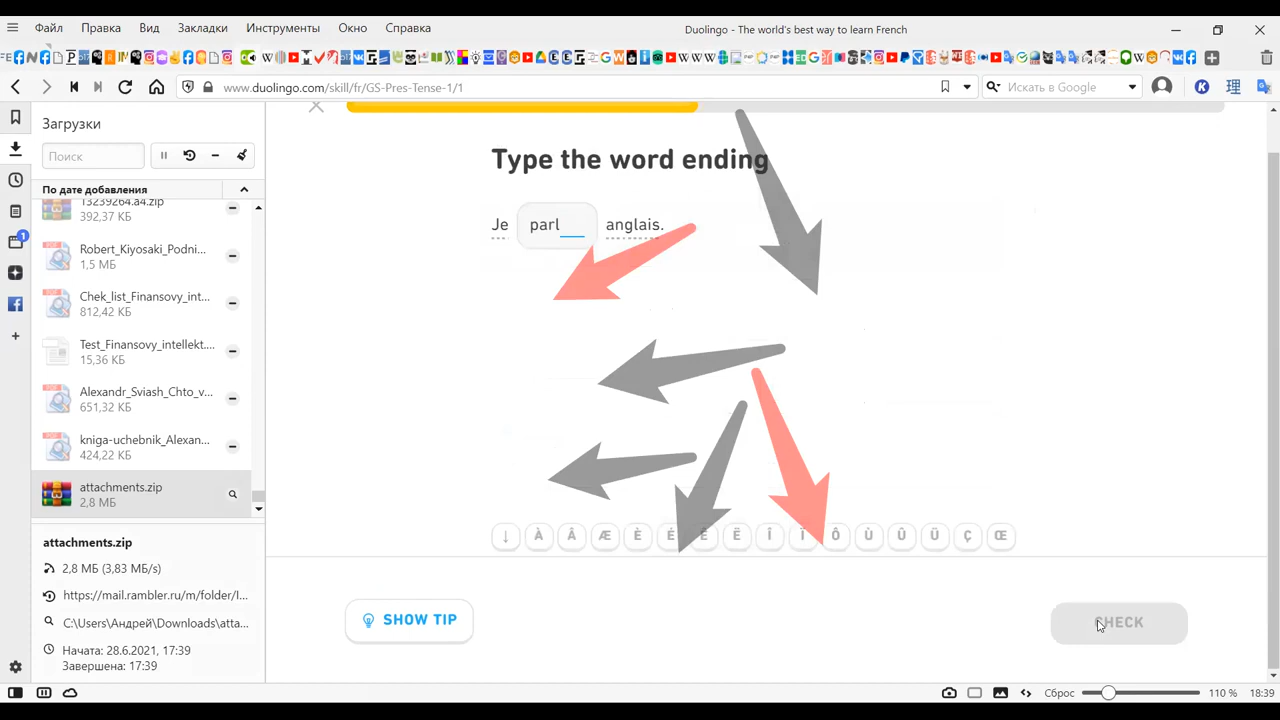 Файл Правка Вид Закладки Инструменты Окно Справка Duolingo - The world's best way to learn French
www.duolingo.com/skill/fr/GS-Pres-Tense-1/1 Искать в Google
Загрузки
Поиск
По дате добавления
13239264.a4.zip
392,37 КБ
Robert_Kiyosaki_Podni...
1,5 МБ
Chek_list_Finansovy_int...
812,42 КБ
Test_Finansovy_intellekt....
15,36 КБ
Alexandr_Sviash_Chto_v...
651,32 КБ
kniga-uchebnik_Alexan...
424,22 КБ
attachments.zip
2,8 МБ
attachments.zip
2,8 МБ (3,83 МБ/s)
https://mail.rambler.ru/m/folder/I...
C:\Users\Андрей\Downloads\atta...
Начата: 28.6.2021, 17:39
Завершена: 17:39
Type the word ending
Je parl__ anglais.
↓ À Â Æ È É Ê Ë Î Ï Ô Ù Û Ü Ç Œ
SHOW TIP
CHECK
Сброс 110 % 18:39